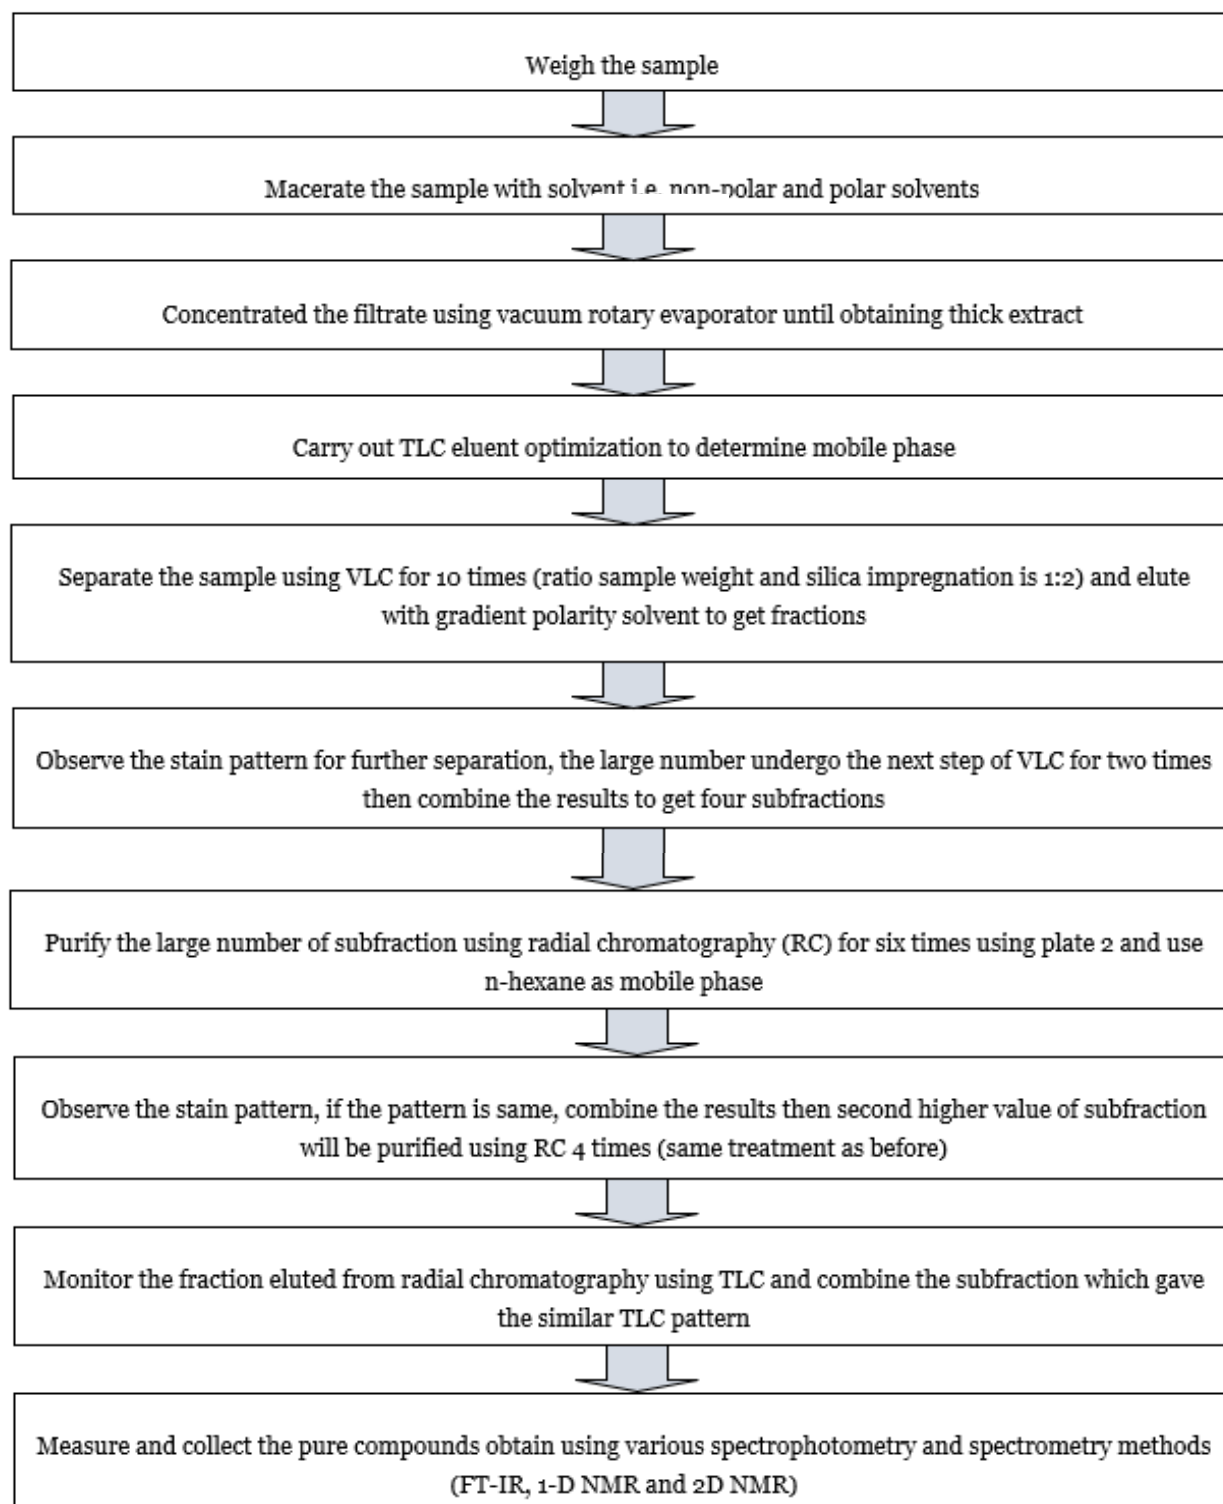 Weigh the sample
Macerate the sample with solvent i.e. non-polar and polar solvents
Concentrated the filtrate using vacuum rotary evaporator until obtaining thick extract
Carry out TLC eluent optimization to determine mobile phase
Separate the sample using VLC for 10 times (ratio sample weight and silica impregnation is 1:2) and elute
with gradient polarity solvent to get fractions
Observe the stain pattern for further separation, the large number undergo the next step of VLC for two times
then combine the results to get four subfractions
Purify the large number of subfraction using radial chromatography (RC) for six times using plate 2 and use
n-hexane as mobile phase
Observe the stain pattern, if the pattern is same, combine the results then second higher value of subfraction
will be purified using RC 4 times (same treatment as before)
Monitor the fraction eluted from radial chromatography using TLC and combine the subfraction which gave
the similar TLC pattern
Measure and collect the pure compounds obtain using various spectrophotometry and spectrometry methods
(FT-IR, 1-D NMR and 2D NMR)